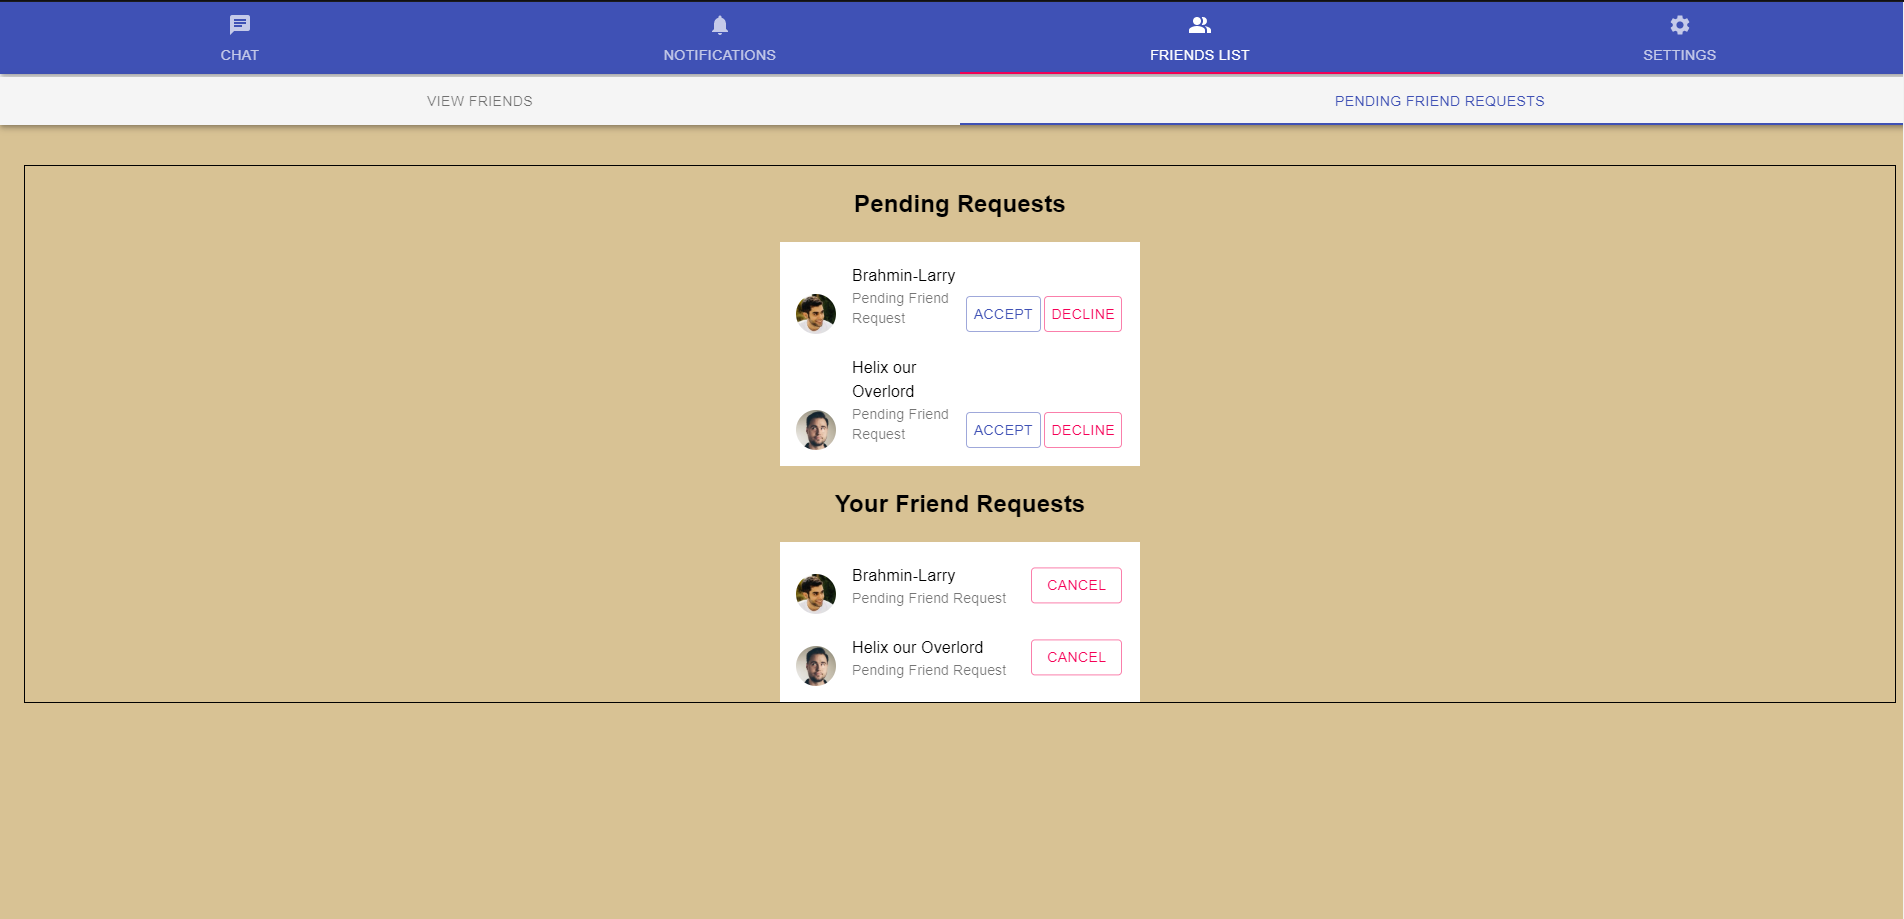 CHAT
NOTIFICATIONS
FRIENDS LIST
SETTINGS
VIEW FRIENDS
PENDING FRIEND REQUESTS
Pending Requests
Brahmin-Larry
Pending Friend
Request
ACCEPT
DECLINE
Helix our
Overlord
Pending Friend
Request
ACCEPT
DECLINE
Your Friend Requests
Brahmin-Larry
Pending Friend Request
CANCEL
Helix our Overlord
Pending Friend Request
CANCEL